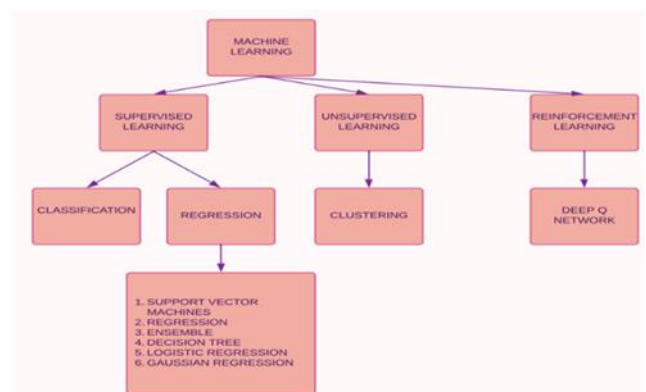 MACHINE
LEARNING
SUPERVISED
LEARNING
UNSUPERVISED
LEARNING
REINFORCEMENT
LEARNING
CLASSIFICATION
REGRESSION
CLUSTERING
DEEP Q
NETWORK
1. SUPPORT VECTOR
MACHINES
2. REGRESSION
3. ENSEMBLE
4. DECISION TREE
5. LOGISTIC REGRESSION
6. GAUSSIAN REGRESSION